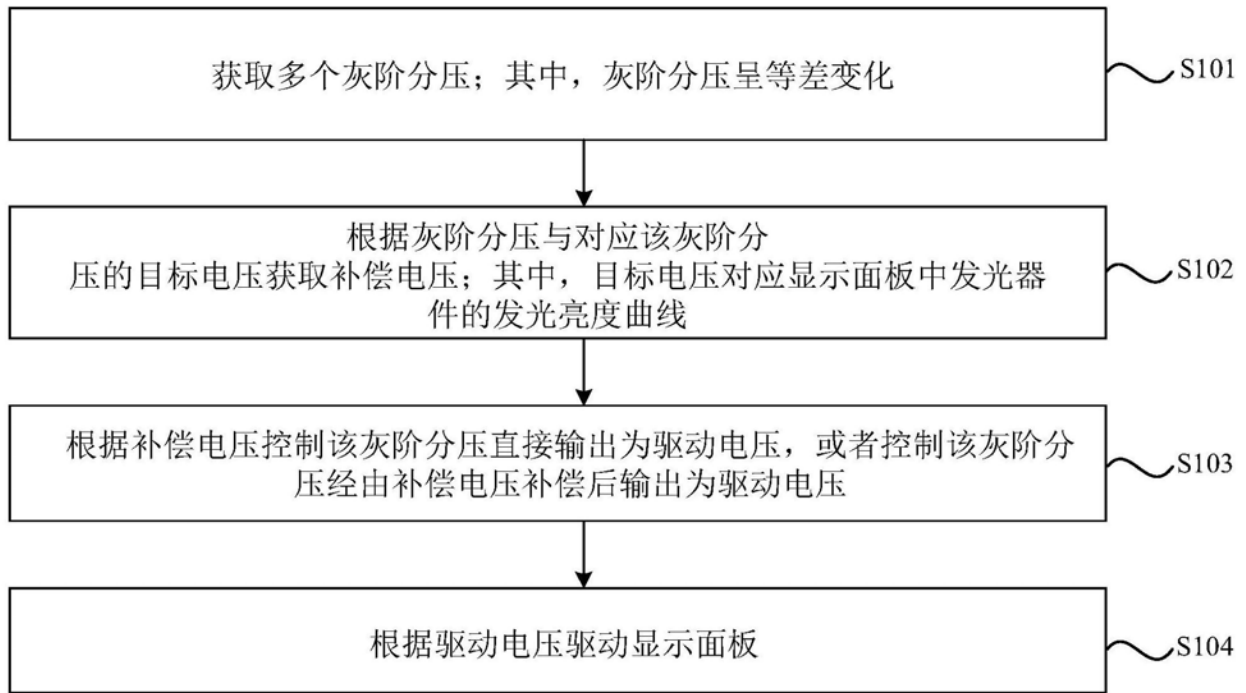 获取多个灰阶分压；其中，灰阶分压呈等差变化
S101
根据灰阶分压与对应该灰阶分
压的目标电压获取补偿电压；其中，目标电压对应显示面板中发光器
件的发光亮度曲线
S102
根据补偿电压控制该灰阶分压直接输出为驱动电压，或者控制该灰阶分
压经由补偿电压补偿后输出为驱动电压
S103
根据驱动电压驱动显示面板
S104